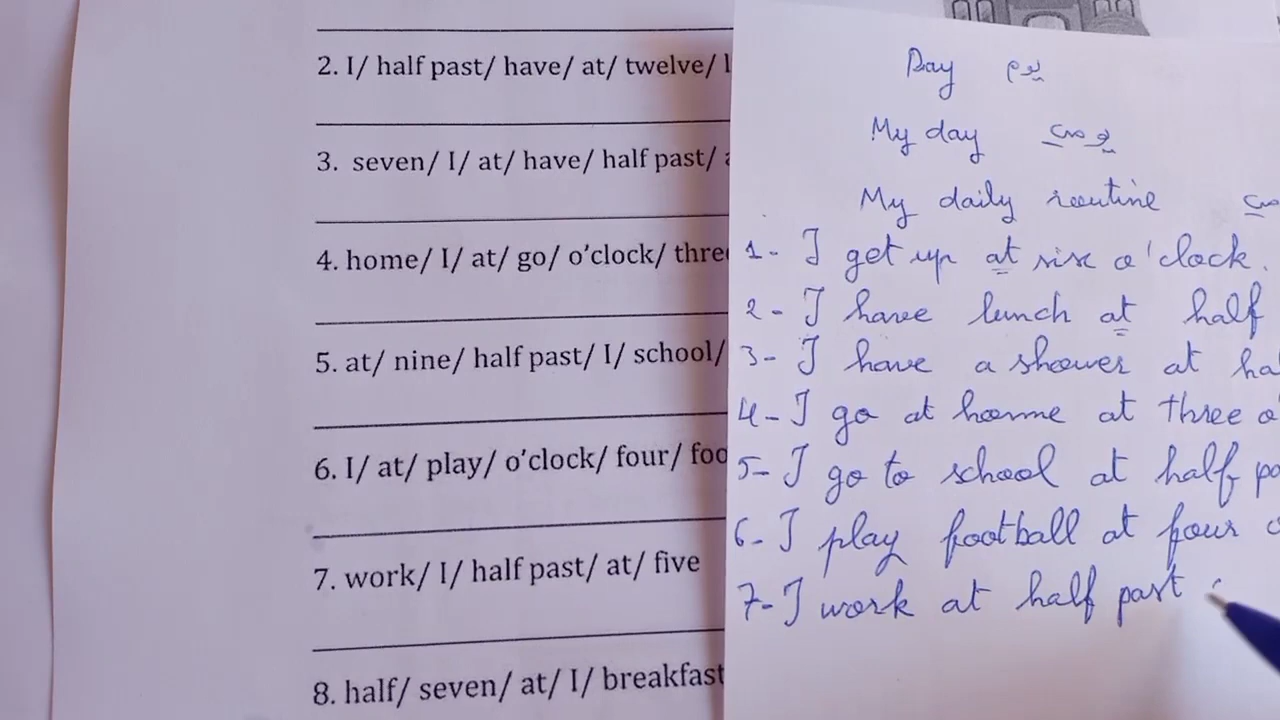 2. I/ half past/ have/ at/ twelve/
3. seven/ I/ at/ have/ half past/
4. home/ I/ at/ go/ o'clock/ three
5. at/ nine/ half past/ I/ school/
6. I/ at/ play/ o'clock/ four/ foo
7. work/ I/ half past/ at/ five
8. half/ seven/ at/ I/ breakfast
Day يوم
My day يومي
My daily routine
1- I get up at six o'clock.
2- I have lunch at half
3- I have a shower at ha
4- I go at home at three o'
5- I go to school at half pa
6- I play football at four o
7- I work at half past